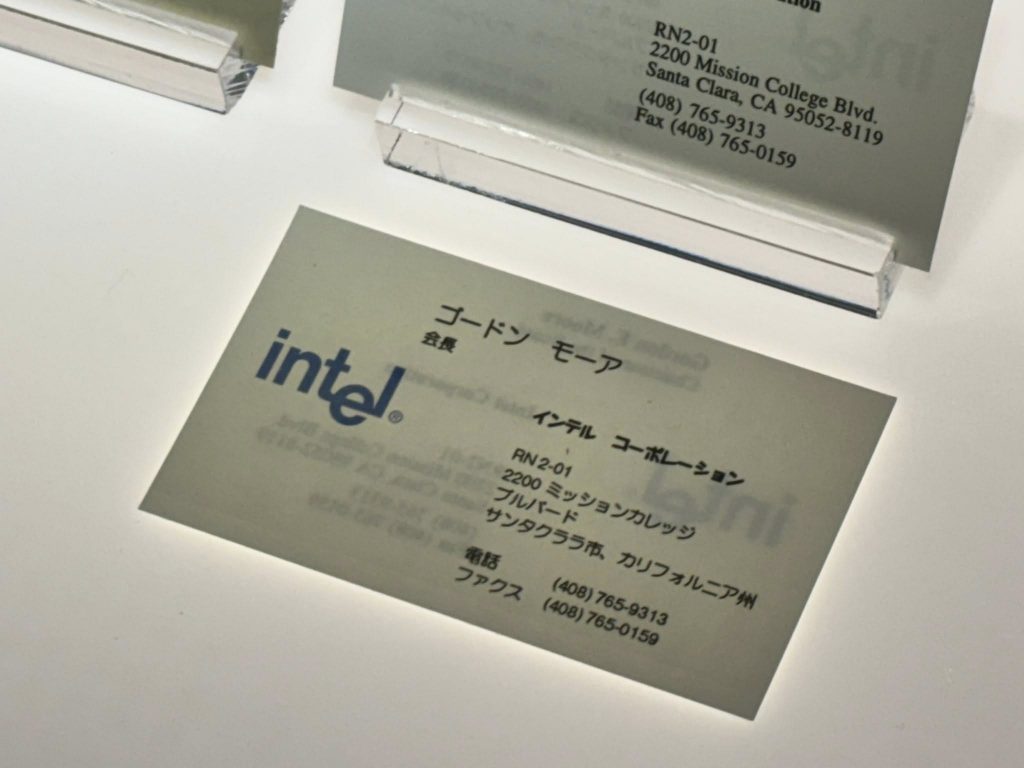 RN2-01
2200 Mission College Blvd.
Santa Clara, CA 95052-8119
(408) 765-9313
Fax (408) 765-0159
intel®
ゴードン モーア
会長
インテル コーポレーション
RN2-01
2200 ミッションカレッジ
ブルバード
サンタクララ市、カリフォルニア州
電話 (408) 765-9313
ファクス (408) 765-0159